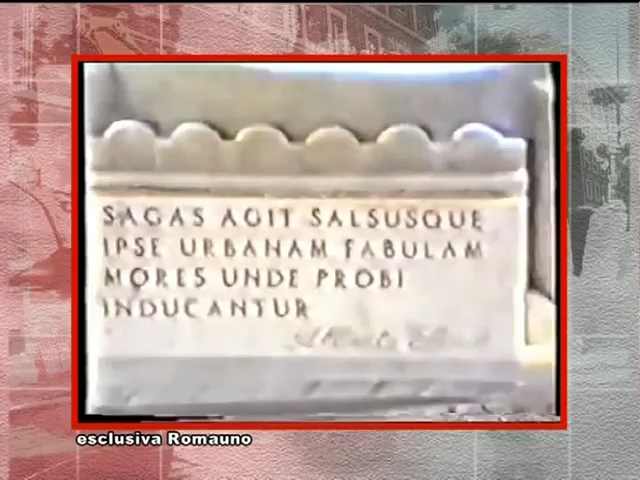 SAGAS AGIT SALSUSQUE
IPSE URBANAM FABULAM
MORES UNDE PROBI
INDUCANTUR
esclusiva Romauno